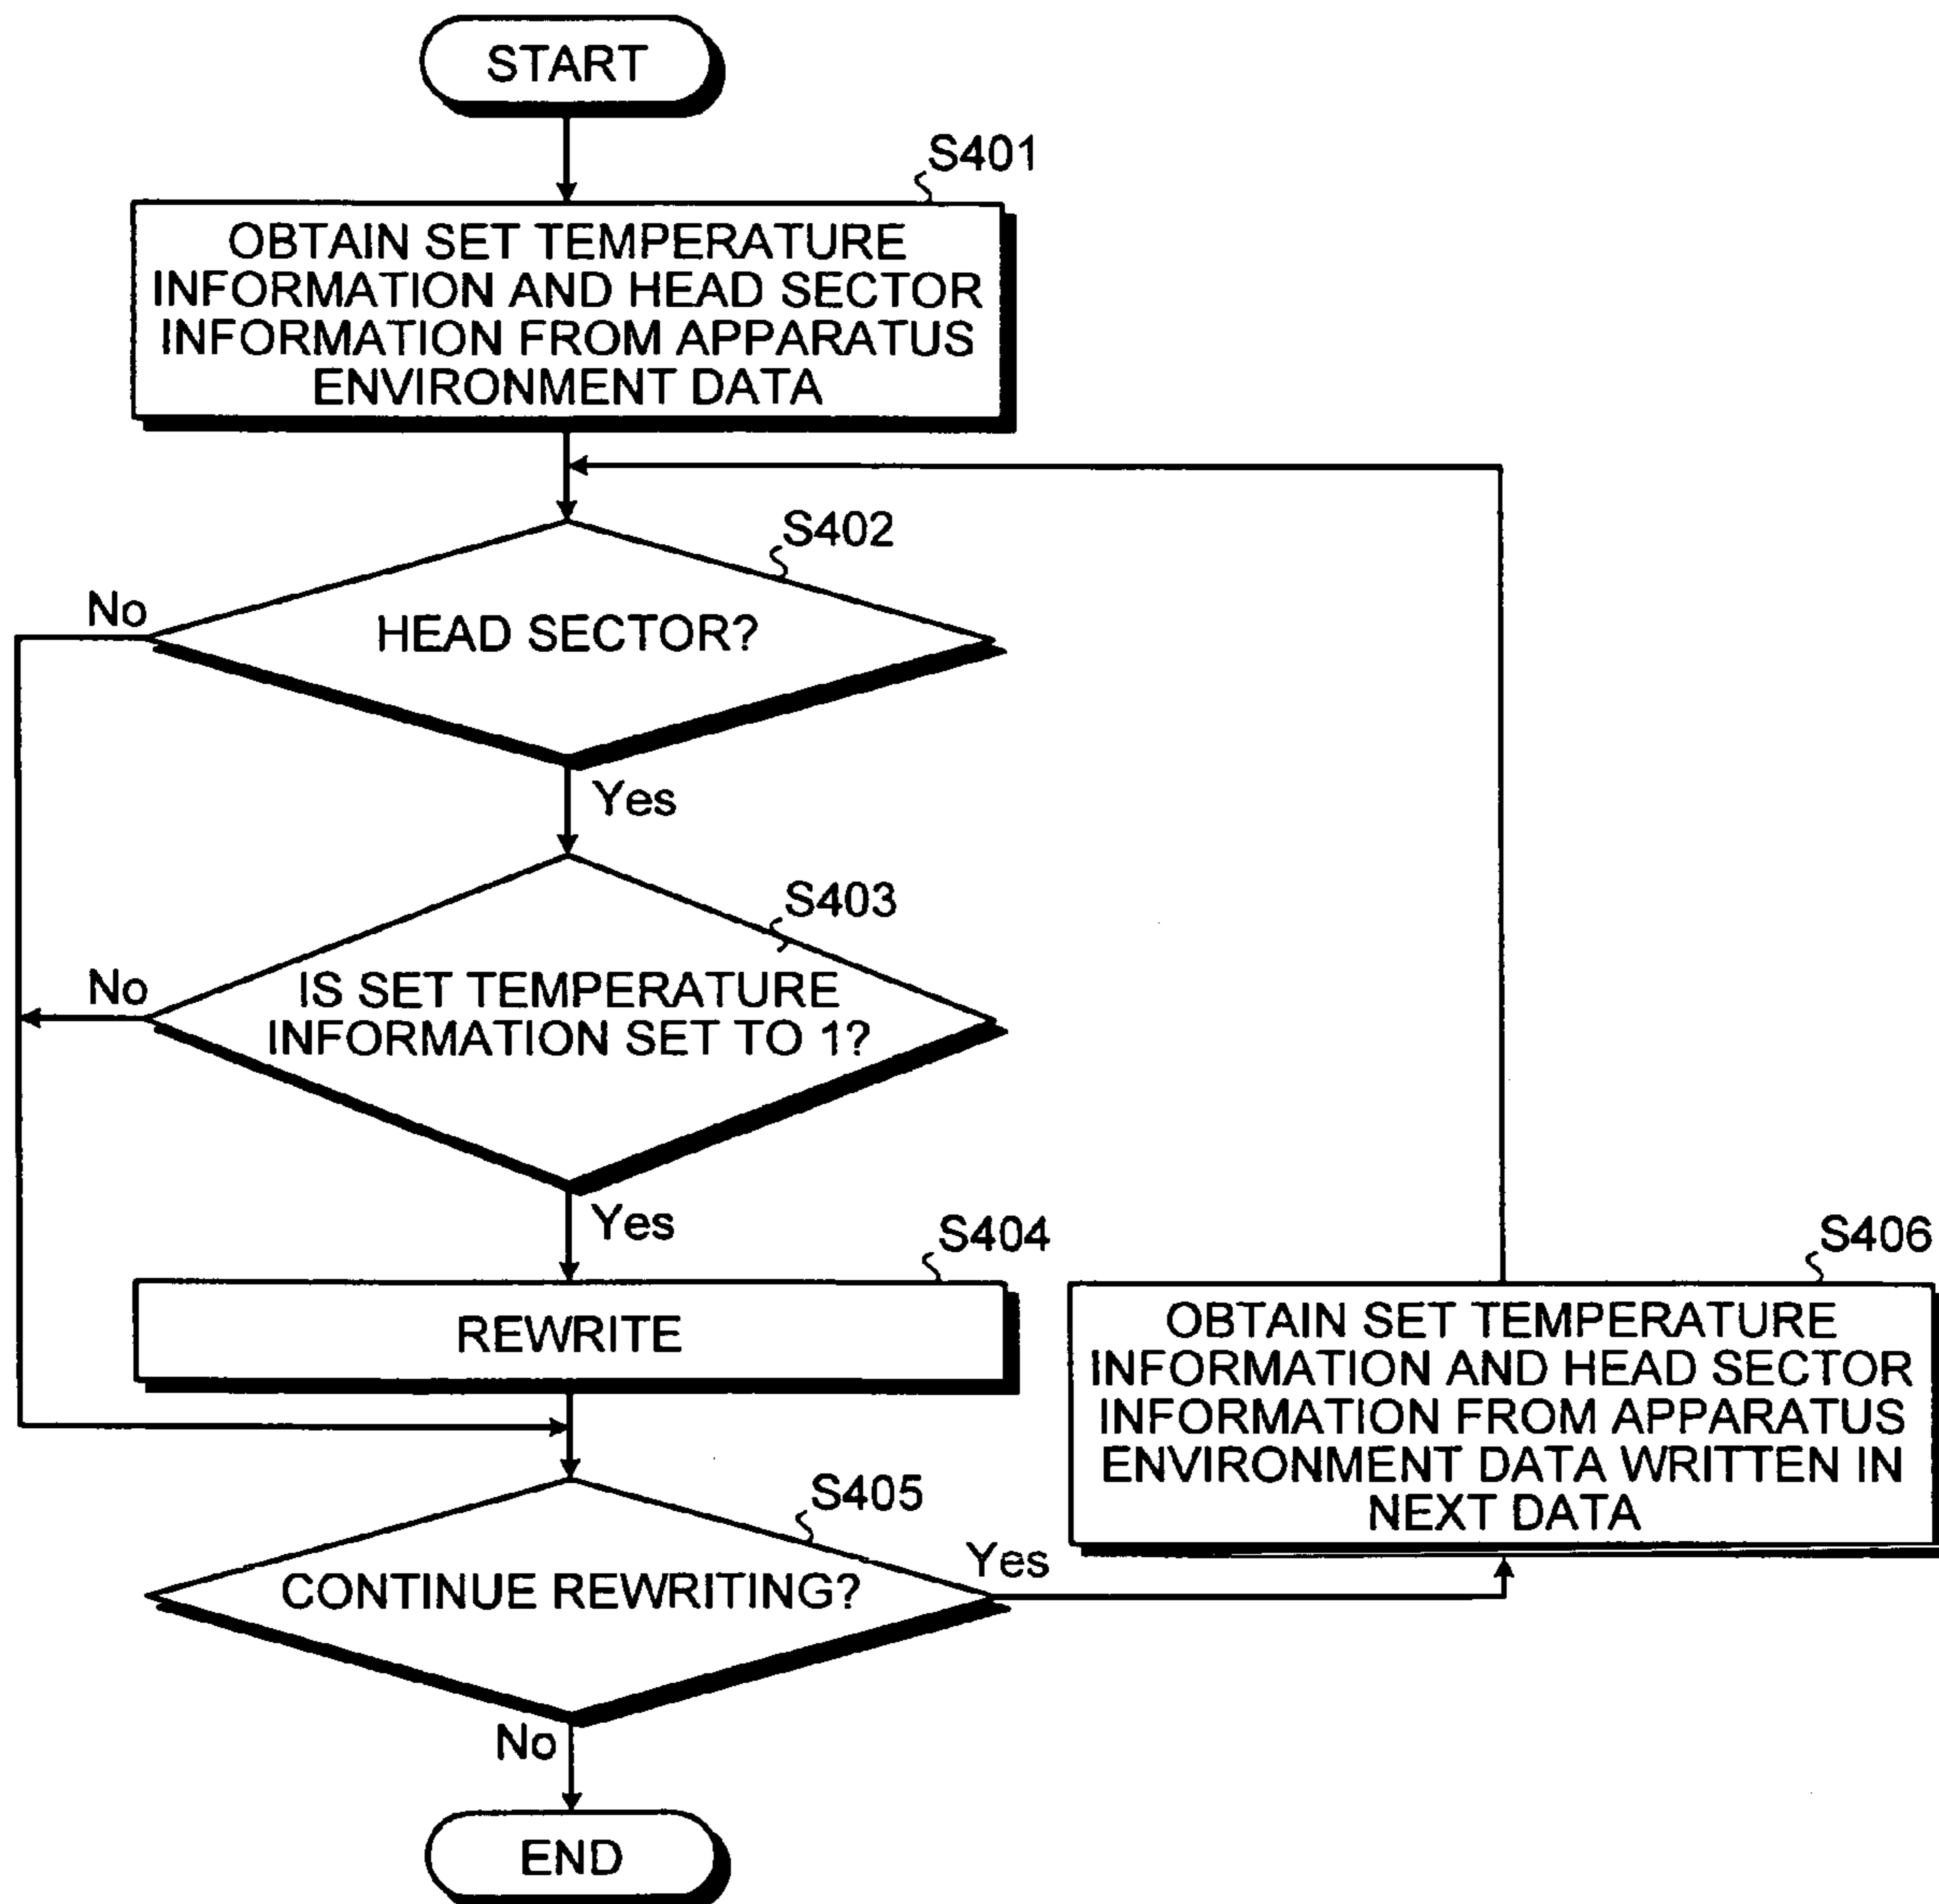 START
S401
OBTAIN SET TEMPERATURE
INFORMATION AND HEAD SECTOR
INFORMATION FROM APPARATUS
ENVIRONMENT DATA
S402
No
HEAD SECTOR?
Yes
S403
No
IS SET TEMPERATURE
INFORMATION SET TO 1?
Yes
S404
REWRITE
S406
OBTAIN SET TEMPERATURE
INFORMATION AND HEAD SECTOR
INFORMATION FROM APPARATUS
ENVIRONMENT DATA WRITTEN IN
NEXT DATA
S405
CONTINUE REWRITING?
Yes
No
END